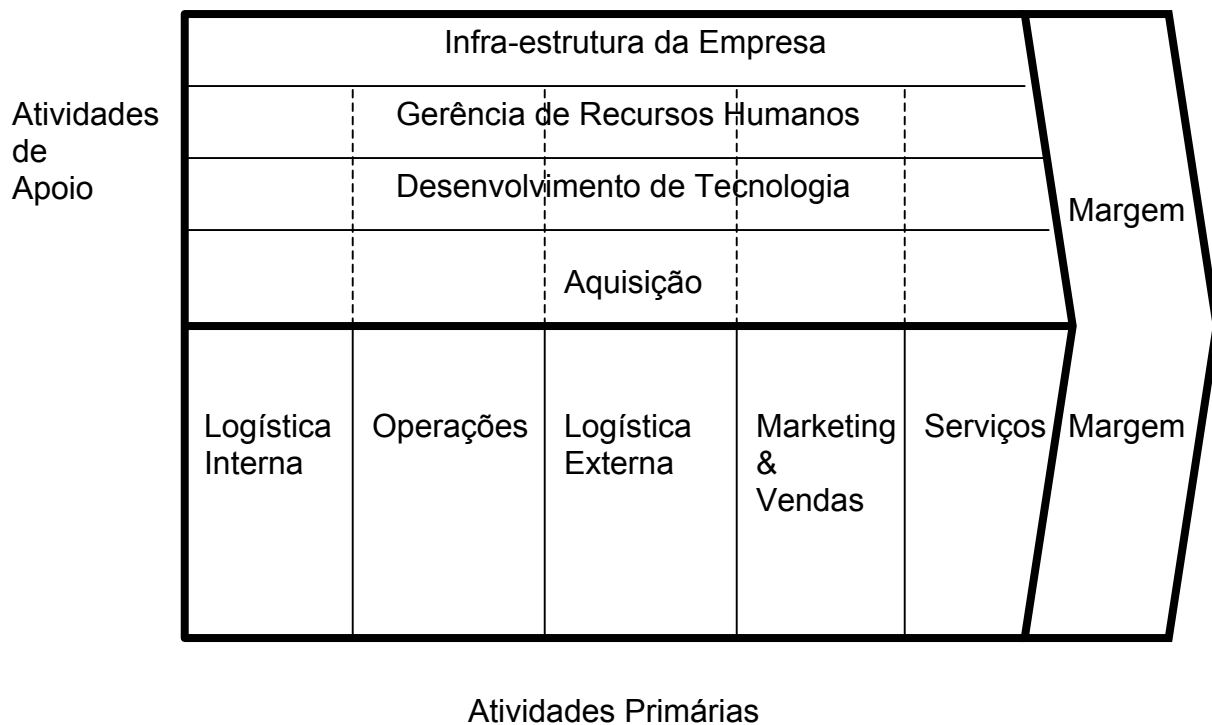 Infra-estrutura da Empresa
Atividades
de
Apoio
Gerência de Recursos Humanos
Desenvolvimento de Tecnologia
Margem
Aquisição
Logística
Interna
Operações
Logística
Externa
Marketing
&
Vendas
Serviços
Margem
Atividades Primárias